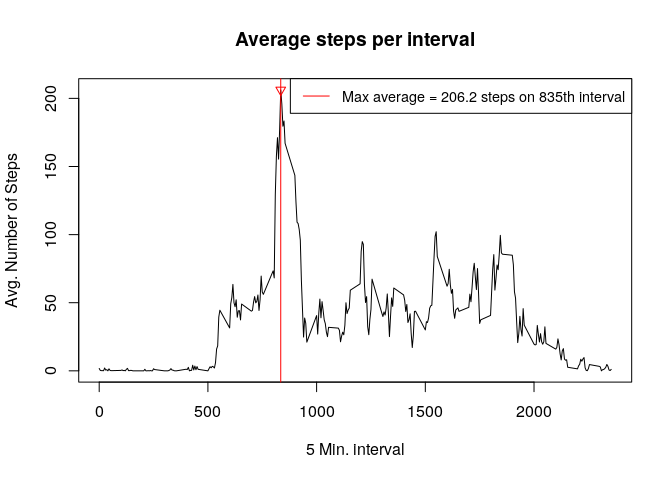 Average steps per interval
Max average = 206.2 steps on 835th interval
Avg. Number of Steps
200
150
100
50
0
0 500 1000 1500 2000
5 Min. interval